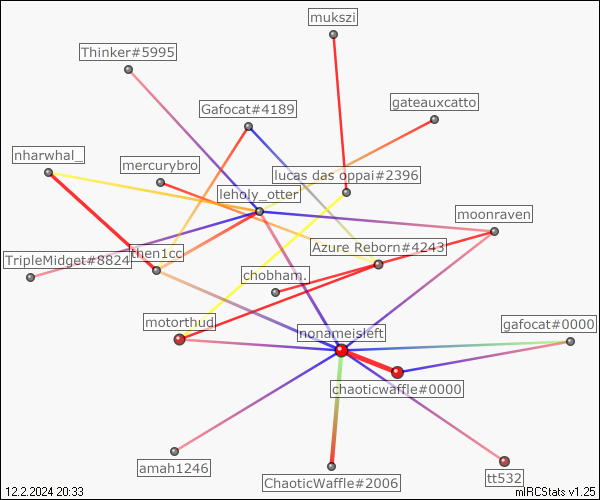 mukszi
Thinker#5995
gateauxcatto
Gafocat#4189
nharwhal_
mercurybro
lucas das oppai#2396
leholy_otter
moonraven
Azure Reborn#4243
TripleMidget#8824
then1cc
chobham.
motorthud
nonameisleft
gafocat#0000
chaoticwaffle#0000
amah1246
ChaoticWaffle#2006
tt532
12.2.2024 20:33
mIRCStats v1.25